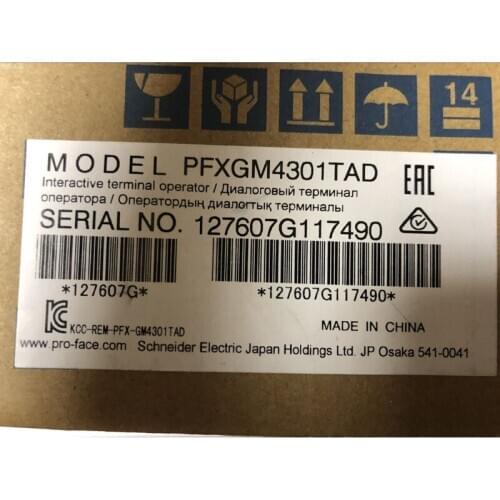 14
MODEL PFXGM4301TAD EAC
Interactive terminal operator / Диалоговый терминал
оператора / Оператордың диалогтық терминалы
SERIAL NO. 127607G117490
*127607G* *127607G117490*
KCC-REM-PFX-GM4301TAD MADE IN CHINA
www.pro-face.com Schneider Electric Japan Holdings Ltd. JP Osaka 541-0041